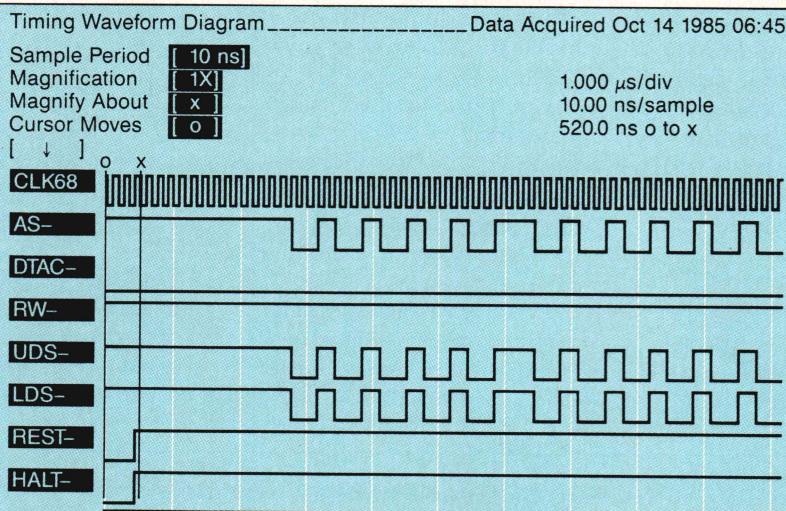 Timing Waveform Diagram__________________Data Acquired Oct 14 1985 06:45
Sample Period [ 10 ns]
Magnification [ 1X]
Magnify About [ x ] 1.000 μs/div
Cursor Moves [ o ] 10.00 ns/sample
520.0 ns o to x
[ ↓ ]
o x
CLK68
AS–
DTAC–
RW–
UDS–
LDS–
REST–
HALT–